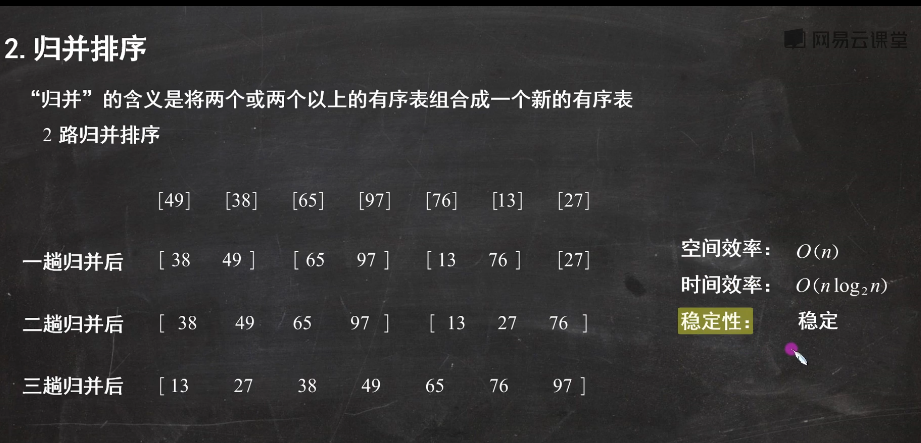 网易云课堂
2.归并排序
“归并”的含义是将两个或两个以上的有序表组合成一个新的有序表
2 路归并排序
[49] [38] [65] [97] [76] [13] [27]
一趟归并后 [ 38 49 ] [ 65 97 ] [ 13 76 ] [27]
二趟归并后 [ 38 49 65 97 ] [ 13 27 76 ]
三趟归并后 [ 13 27 38 49 65 76 97 ]
空间效率： O(n)
时间效率： O(n log₂n)
稳定性： 稳定